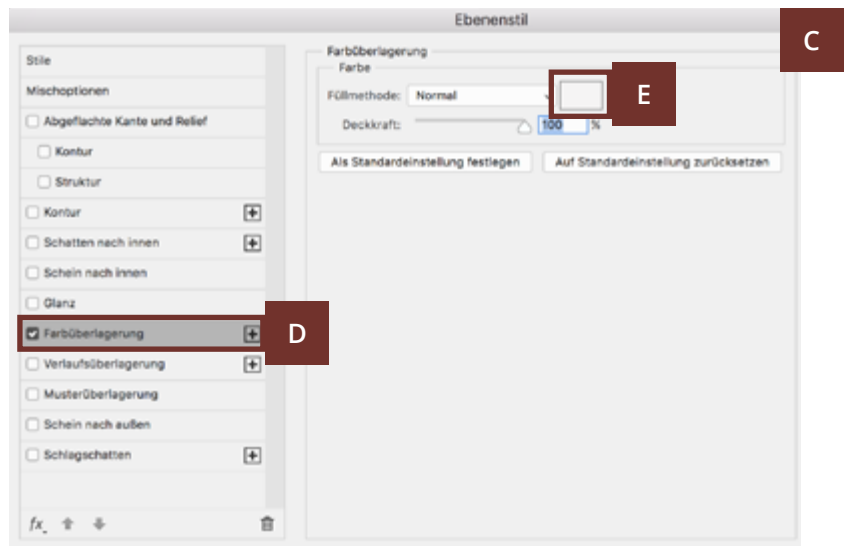 Ebenenstil
C
Stile
Mischoptionen
Abgeflachte Kante und Relief
Kontur
Struktur
Kontur
Schatten nach innen
Schein nach innen
Glanz
Farbüberlagerung
D
Verlaufsüberlagerung
Musterüberlagerung
Schein nach außen
Schlagschatten
fx
Farbüberlagerung
Farbe
Füllmethode: Normal
E
Deckkraft: 100 %
Als Standardeinstellung festlegen
Auf Standardeinstellung zurücksetzen